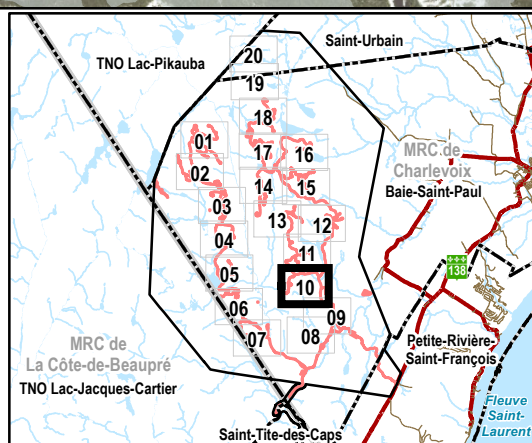 Saint-Urbain
TNO Lac-Pikauba
20
19
18
01
17
16
02
14
15
MRC de
Charlevoix
Baie-Saint-Paul
03
13
12
04
11
05
10
138
06
09
07
08
MRC de
La Côte-de-Beaupré
TNO Lac-Jacques-Cartier
Petite-Rivière-
Saint-François
Fleuve
Saint-
Laurent
Saint-Tite-des-Caps